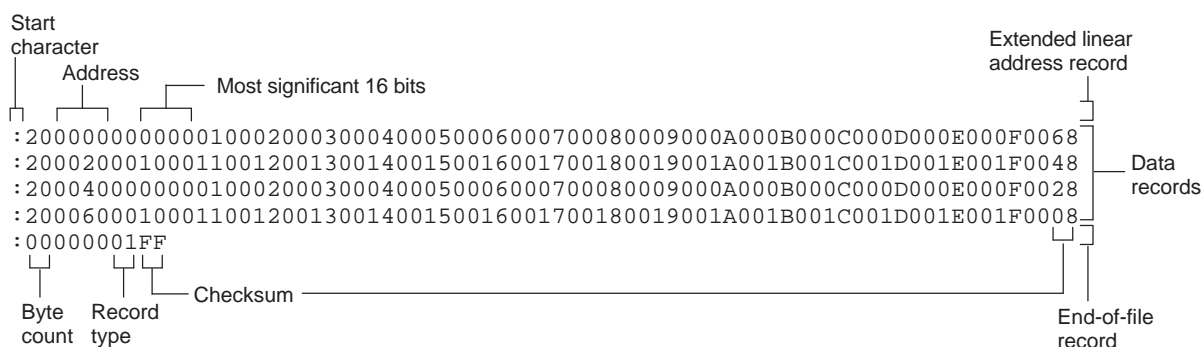 Start
character
Address
Most significant 16 bits
Extended linear
address record
:2000000000000100020003000400050006000700080009000A000B000C000D000E000F0068
:2000200010001100120013001400150016001700180019001A001B001C001D001E001F0048
:2000400000000100020003000400050006000700080009000A000B000C000D000E000F0028
:2000600010001100120013001400150016001700180019001A001B001C001D001E001F0008
Data
records
:00000001FF
Checksum
Byte
count
Record
type
End-of-file
record